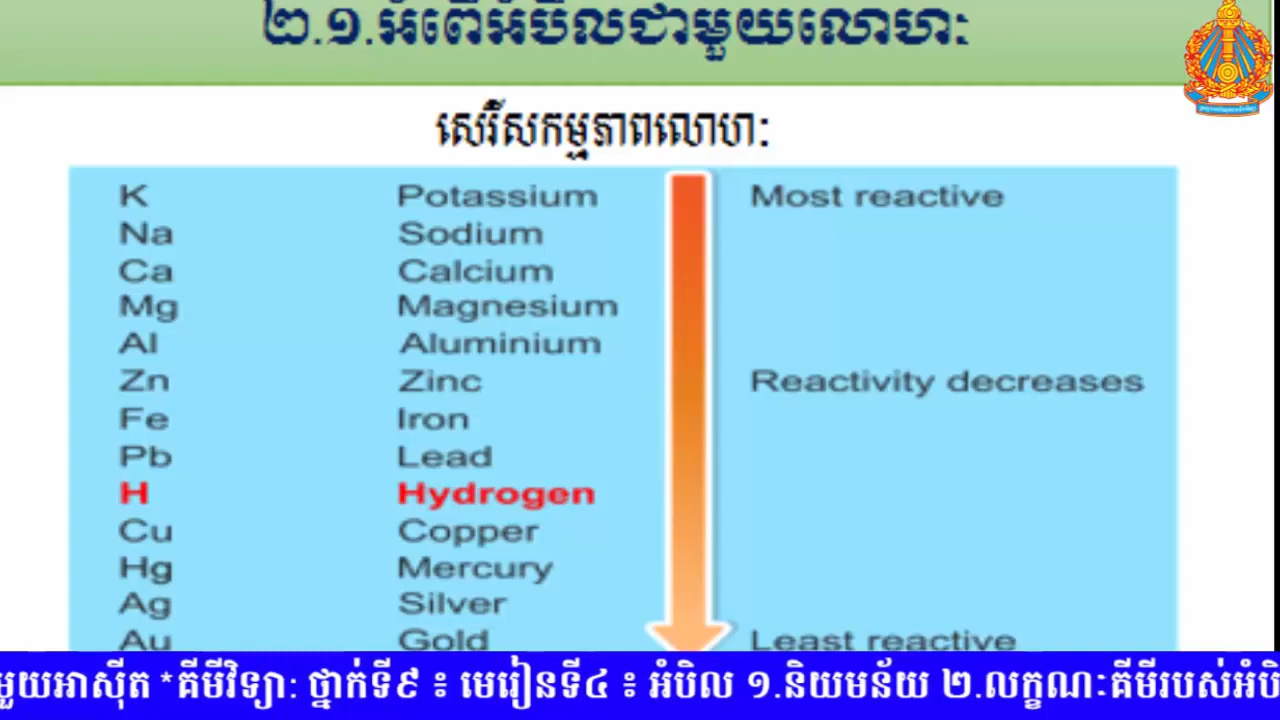 ២.១.អំពើអំបិលជាមួយលោហៈ
សេរីសកម្មភាពលោហៈ
K Potassium Most reactive
Na Sodium
Ca Calcium
Mg Magnesium
Al Aluminium
Zn Zinc Reactivity decreases
Fe Iron
Pb Lead
H Hydrogen
Cu Copper
Hg Mercury
Ag Silver
Au Gold Least reactive
មួយអាស៊ីត *គីមីវិទ្យា: ថ្នាក់ទី៩ ៖ មេរៀនទី៤ ៖ អំបិល ១.និយមន័យ ២.លក្ខណៈគីមីរបស់អំបិ